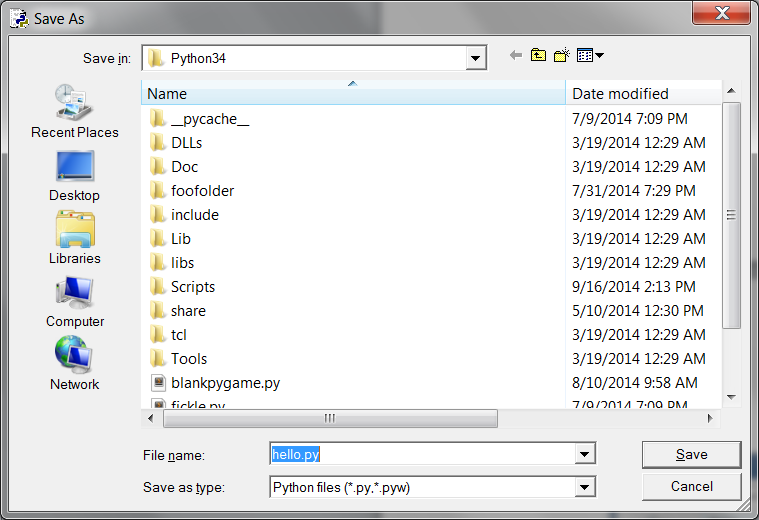 Save As
Save in: Python34
Recent Places
Desktop
Libraries
Computer
Network
Name Date modified
__pycache__ 7/9/2014 7:09 PM
DLLs 3/19/2014 12:29 AM
Doc 3/19/2014 12:29 AM
foofolder 7/31/2014 7:29 PM
include 3/19/2014 12:29 AM
Lib 3/19/2014 12:29 AM
libs 3/19/2014 12:29 AM
Scripts 9/16/2014 2:13 PM
share 5/10/2014 12:30 PM
tcl 3/19/2014 12:29 AM
Tools 3/19/2014 12:29 AM
blankpygame.py 8/10/2014 9:58 AM
fickle.py 7/9/2014 7:09 PM
File name: hello.py Save
Save as type: Python files (*.py,*.pyw) Cancel